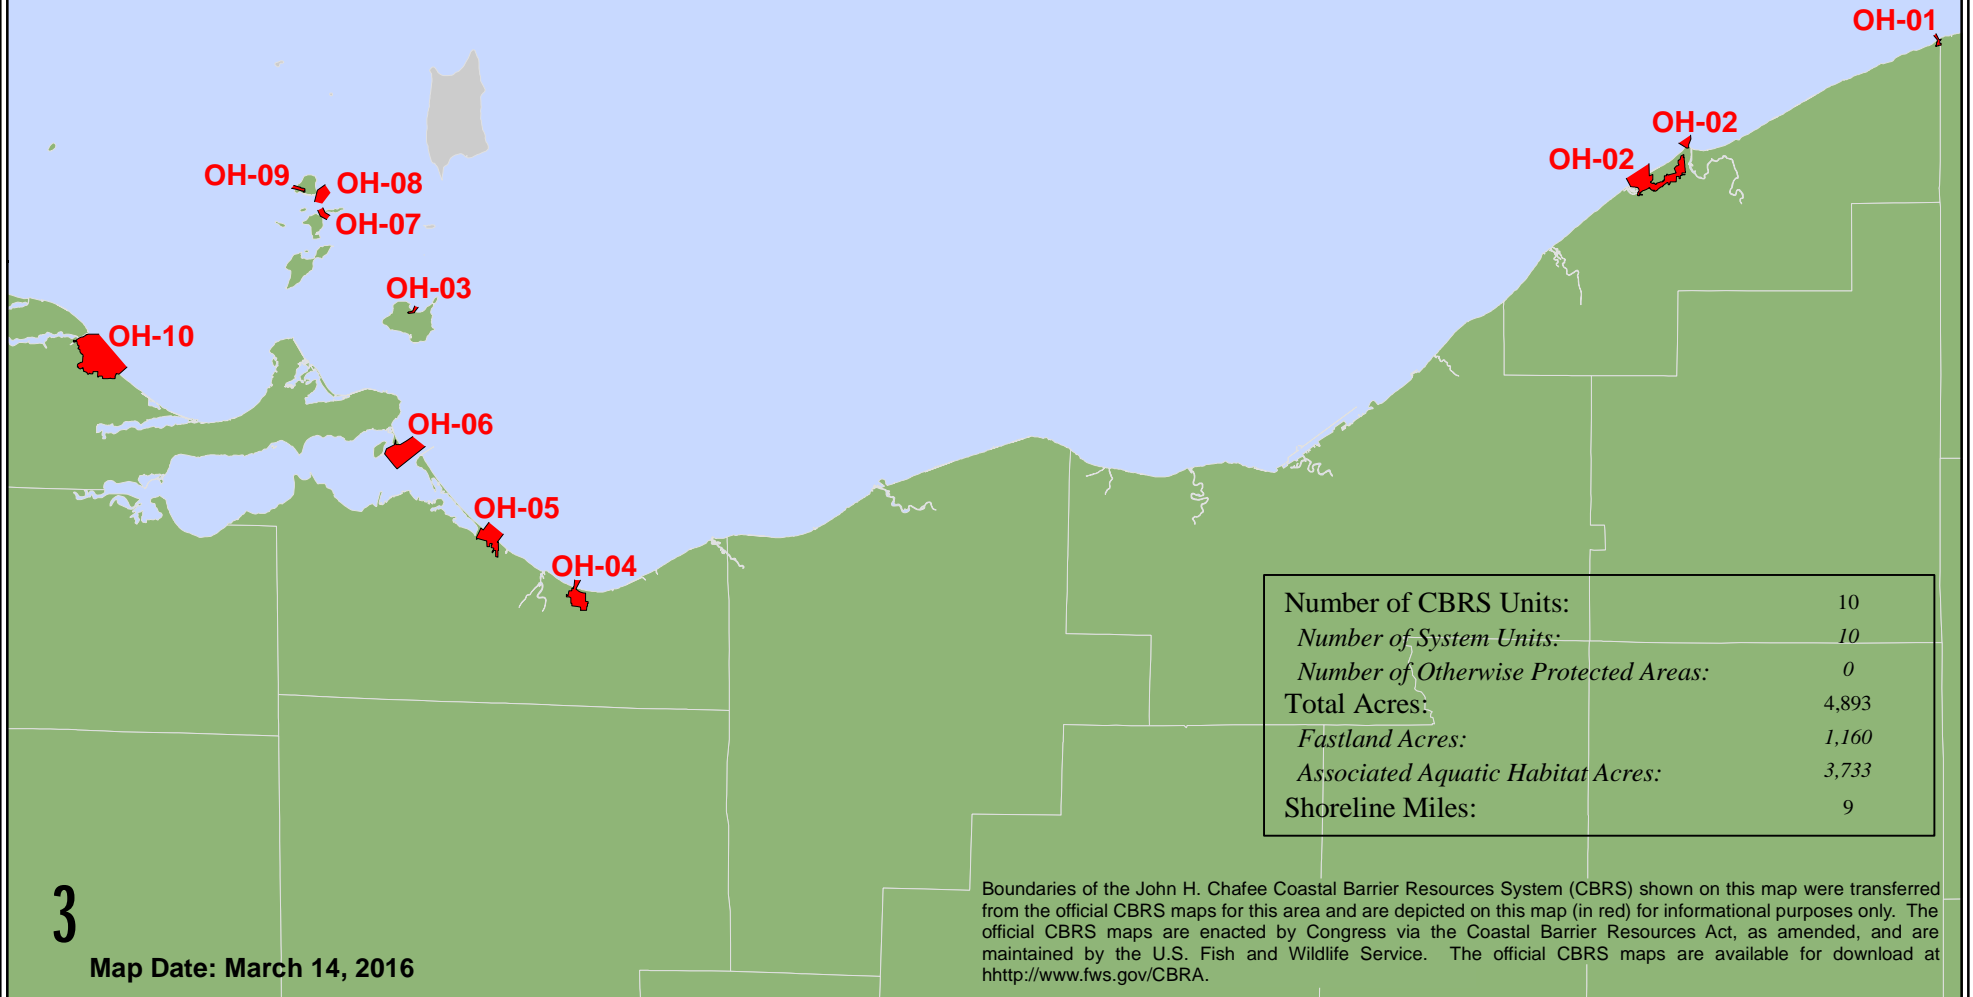 OH-01
OH-02
OH-02
OH-09
OH-08
OH-07
OH-03
OH-10
OH-06
OH-05
OH-04
Number of CBRS Units: 10
Number of System Units: 10
Number of Otherwise Protected Areas: 0
Total Acres: 4,893
Fastland Acres: 1,160
Associated Aquatic Habitat Acres: 3,733
Shoreline Miles: 9
3
Map Date: March 14, 2016
Boundaries of the John H. Chafee Coastal Barrier Resources System (CBRS) shown on this map were transferred
from the official CBRS maps for this area and are depicted on this map (in red) for informational purposes only. The
official CBRS maps are enacted by Congress via the Coastal Barrier Resources Act, as amended, and are
maintained by the U.S. Fish and Wildlife Service. The official CBRS maps are available for download at
hhttp://www.fws.gov/CBRA.